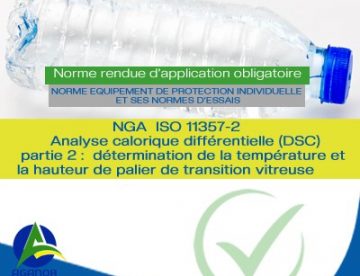 Norme rendue d'application obligatoire
NORME EQUIPEMENT DE PROTECTION INDIVIDUELLE
ET SES NORMES D'ESSAIS
NGA ISO 11357-2
Analyse calorique différentielle (DSC)
partie 2 : détermination de la température et
la hauteur de palier de transition vitreuse
AGANOR